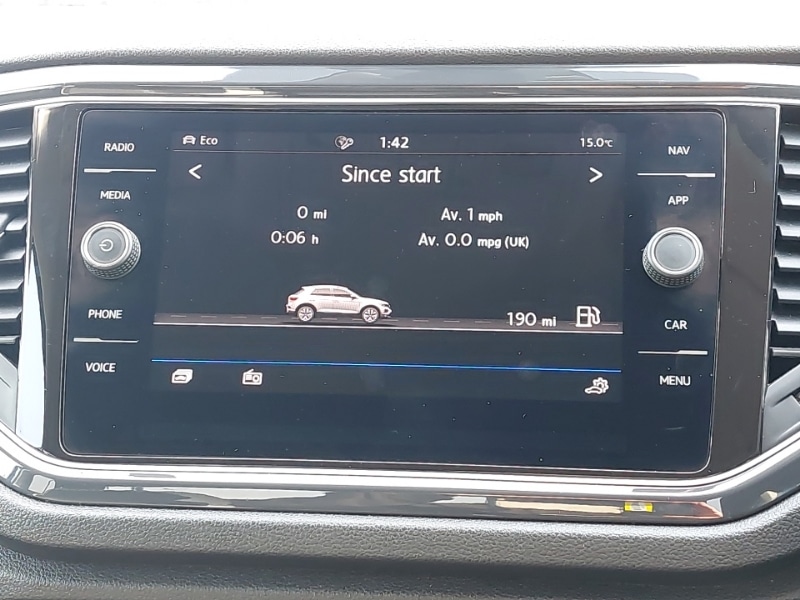 RADIO
MEDIA
PHONE
VOICE
Eco
1:42
15.0°C
Since start
< >
0 mi
Av. 1 mph
0:06 h
Av. 0.0 mpg (UK)
190 mi
NAV
APP
CAR
MENU